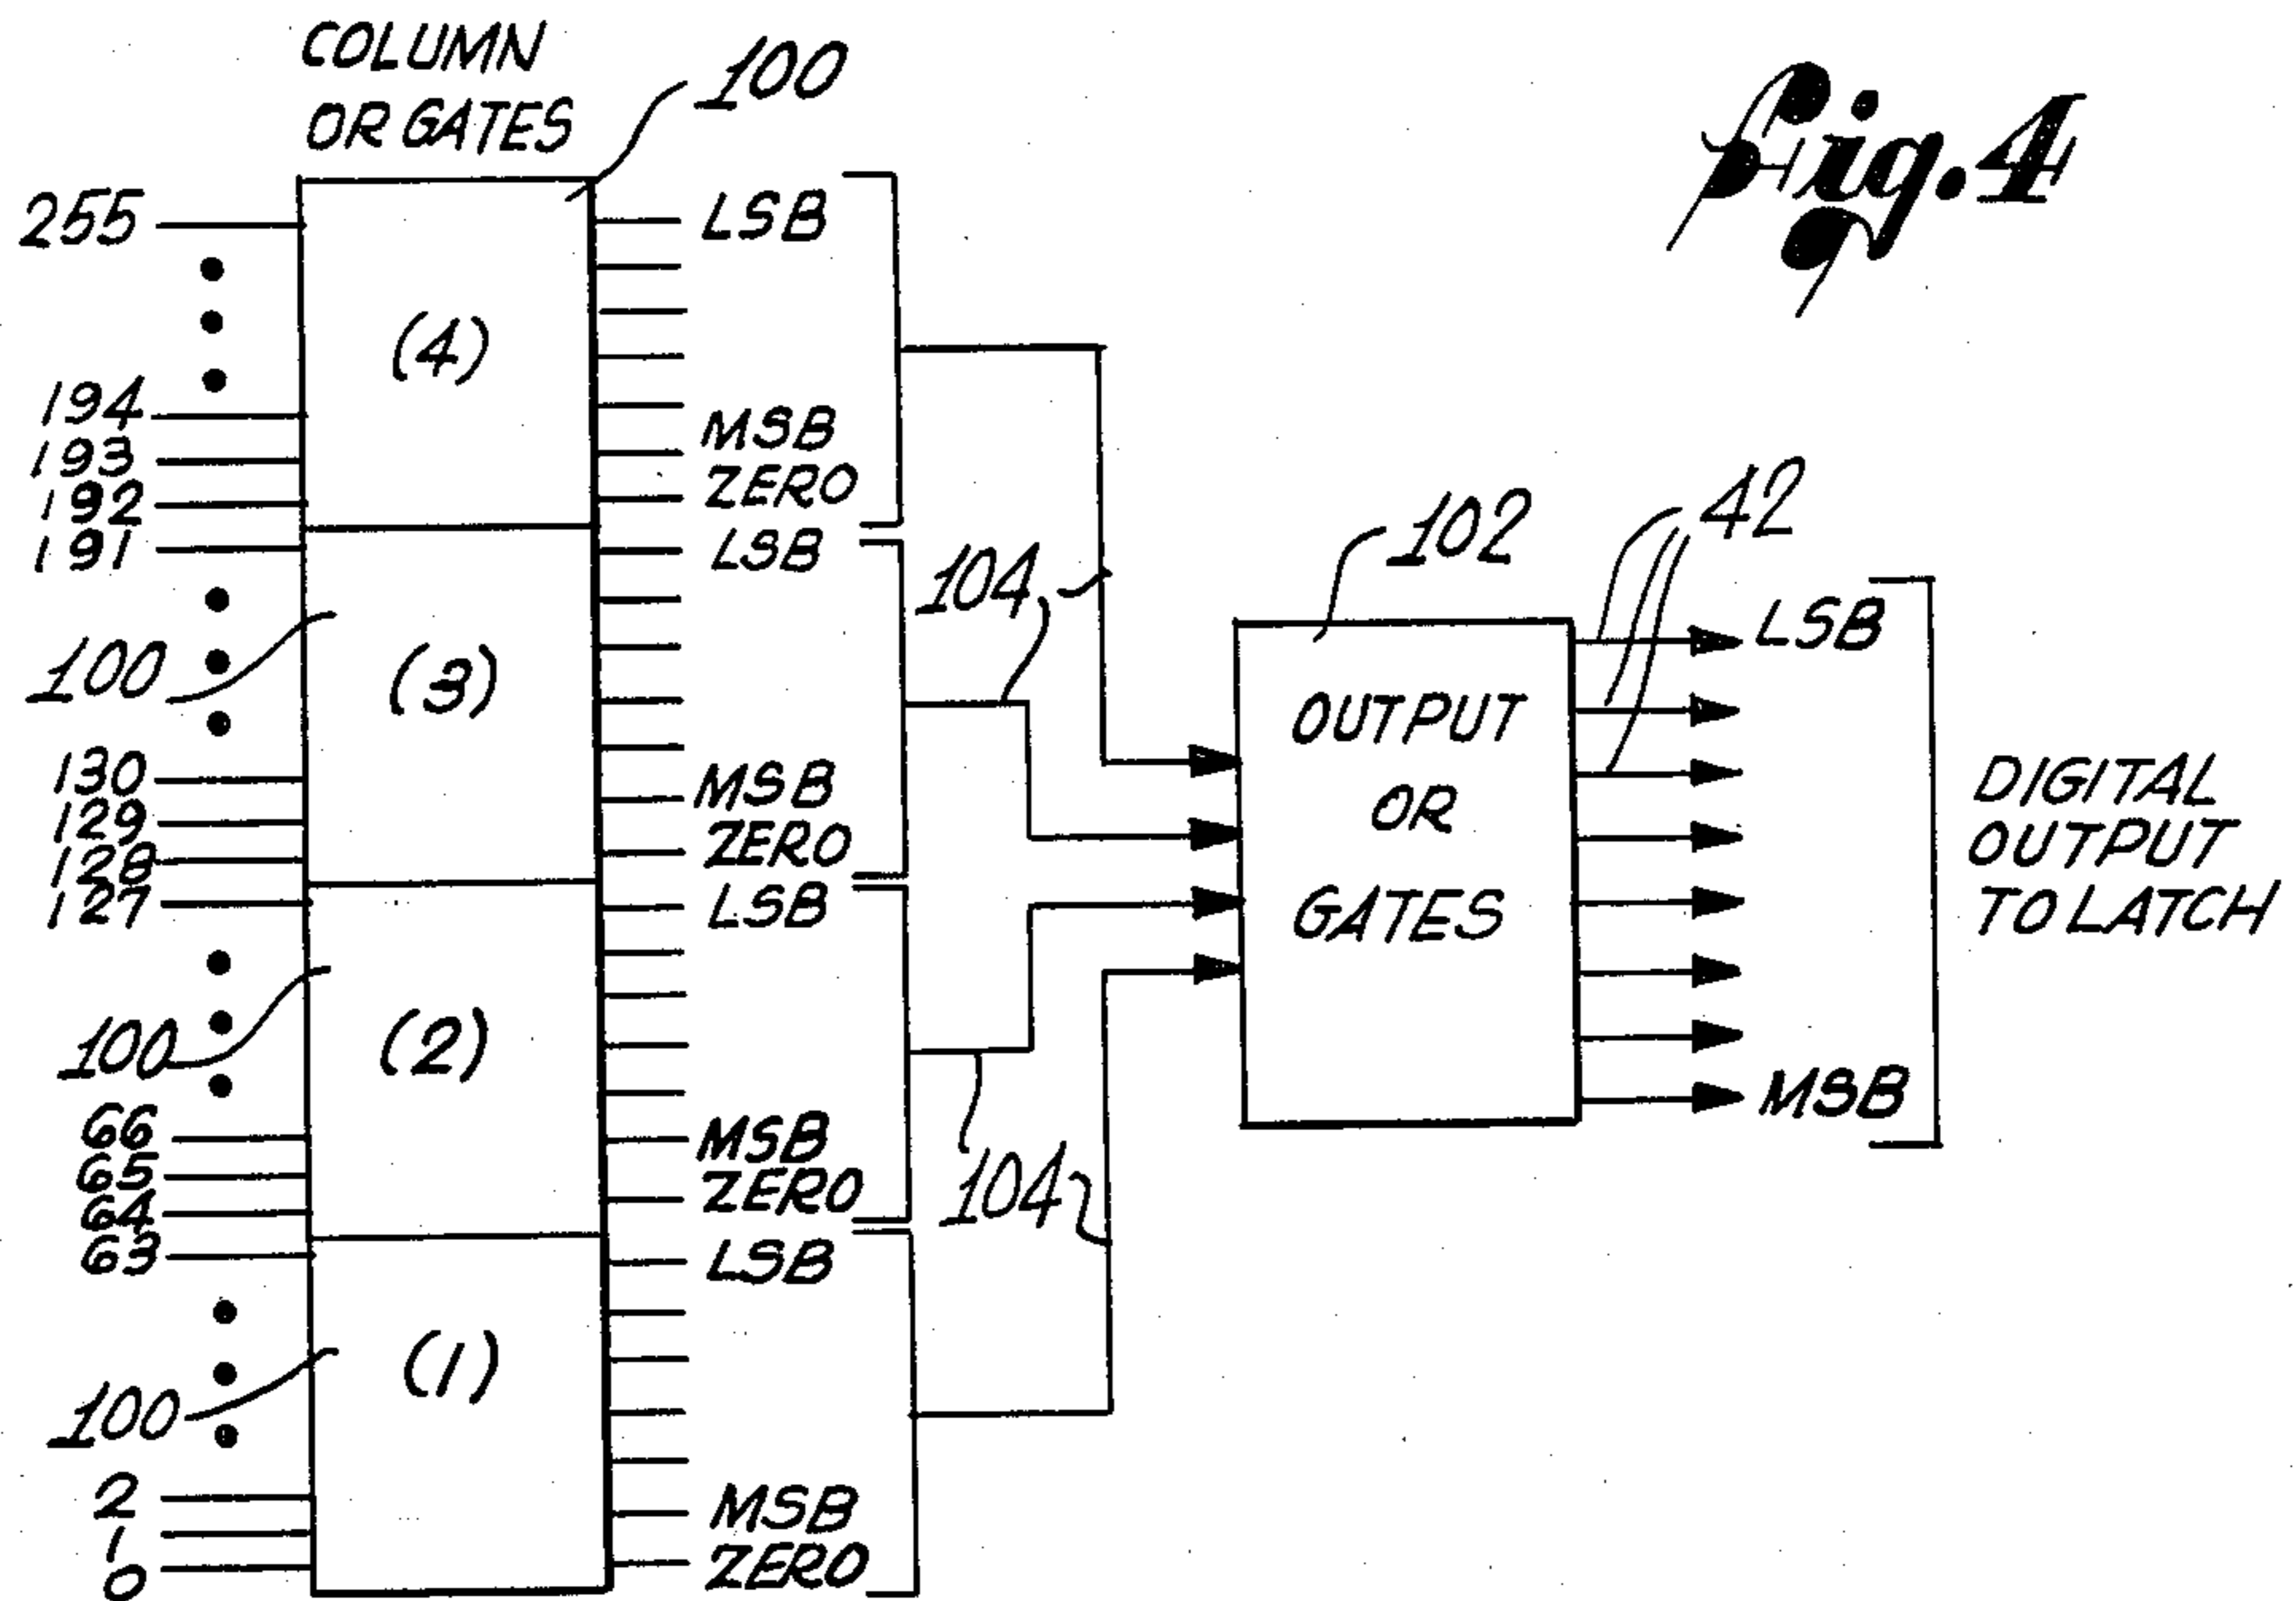 COLUMN
OR GATES
100
Fig. 4
255
LSB
(4)
194
MSB
193
ZERO
192
191
LSB
104
102
42
100
(3)
LSB
OUTPUT
OR
GATES
130
MSB
129
ZERO
128
127
LSB
DIGITAL
OUTPUT
TO LATCH
100
(2)
MSB
66
MSB
65
ZERO
64
104
63
LSB
100
(1)
2
MSB
1
ZERO
0